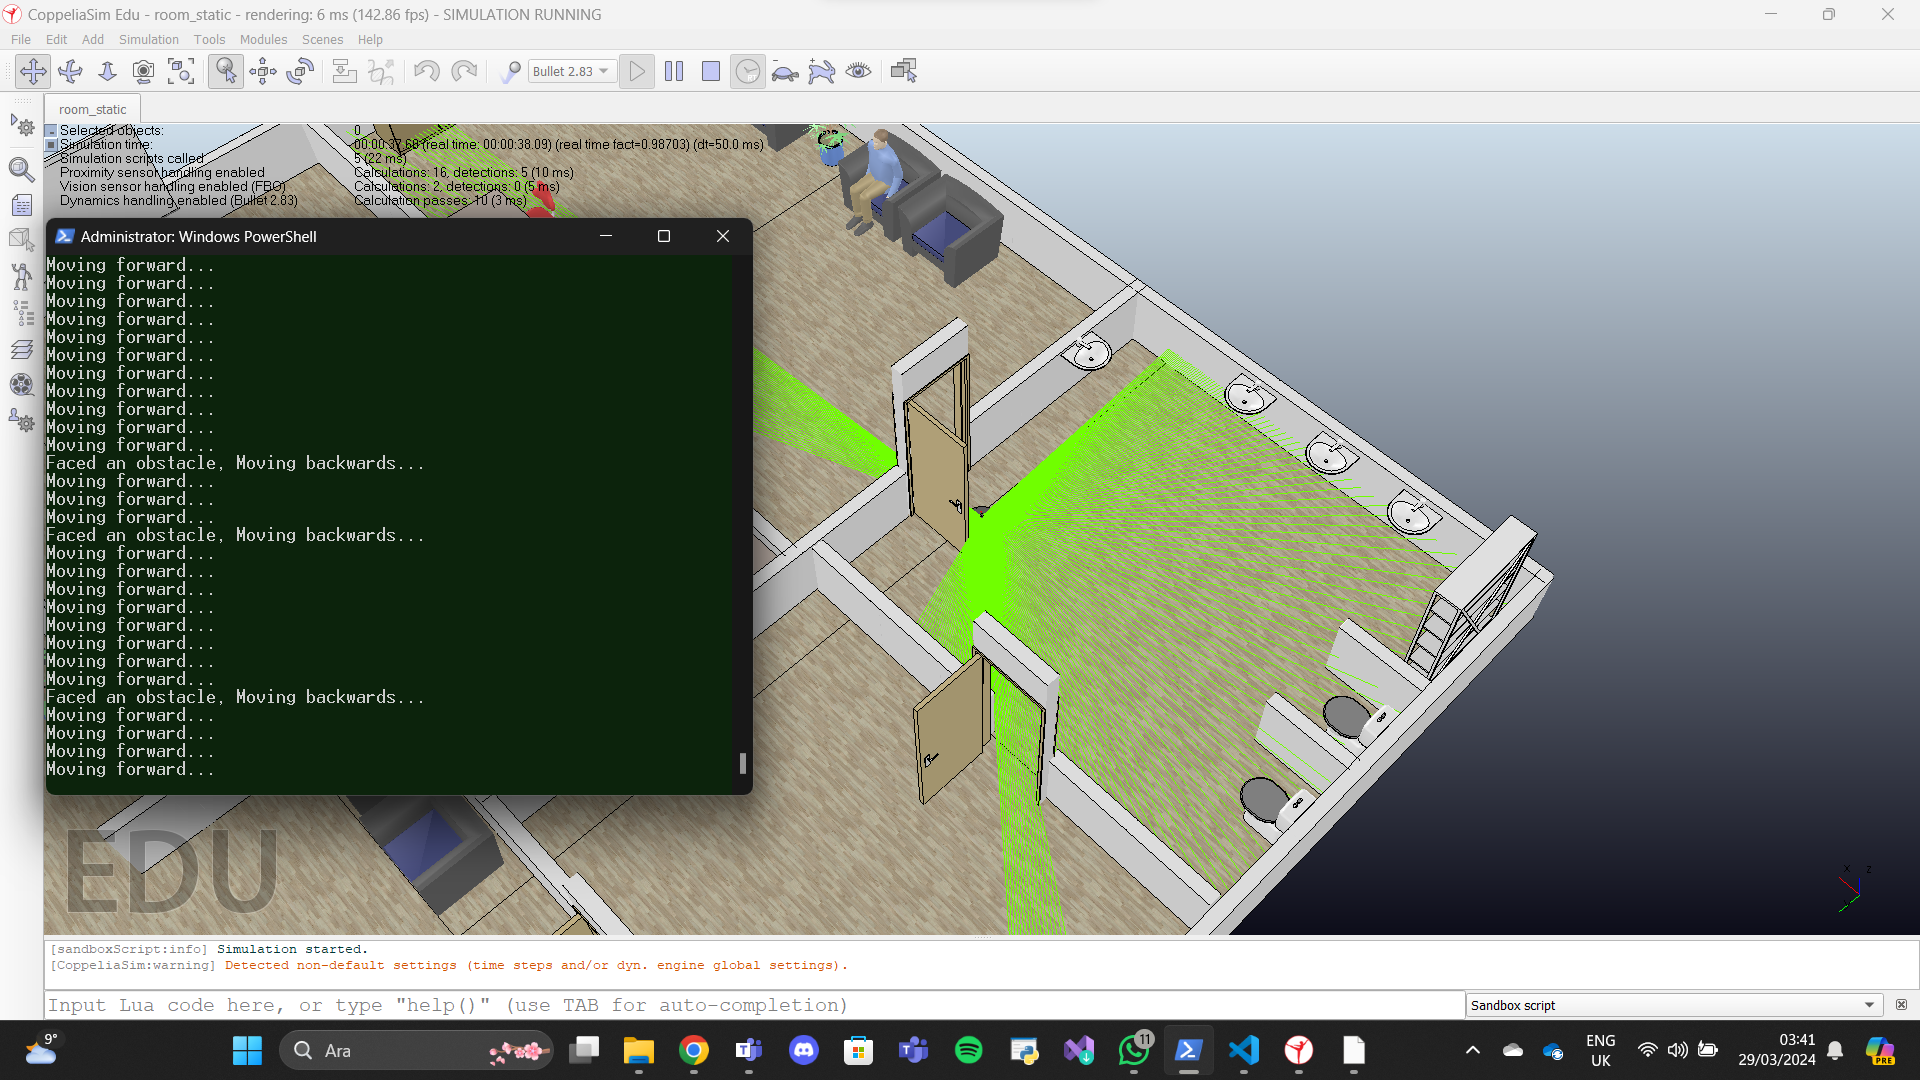 CoppeliaSim Edu - room_static - rendering: 6 ms (142.86 fps) - SIMULATION RUNNING
File Edit Add Simulation Tools Modules Scenes Help
Bullet 2.83
room_static
Selected objects: 0
Simulation time: 00:00:37.60 (real time: 00:00:38.09) (real time fact=0.98703) (dt=50.0 ms)
Simulation scripts called 5 (22 ms)
Proximity sensor handling enabled Calculations: 16, detections: 5 (10 ms)
Vision sensor handling enabled (FBO) Calculations: 2, detections: 0 (5 ms)
Dynamics handling enabled (Bullet 2.83) Calculation passes: 10 (3 ms)
Administrator: Windows PowerShell
Moving forward...
Moving forward...
Moving forward...
Moving forward...
Moving forward...
Moving forward...
Moving forward...
Moving forward...
Moving forward...
Moving forward...
Moving forward...
Faced an obstacle, Moving backwards...
Moving forward...
Moving forward...
Moving forward...
Faced an obstacle, Moving backwards...
Moving forward...
Moving forward...
Moving forward...
Moving forward...
Moving forward...
Moving forward...
Moving forward...
Moving forward...
Faced an obstacle, Moving backwards...
Moving forward...
Moving forward...
Moving forward...
Moving forward...
EDU
x z
[sandboxScript:info] Simulation started.
[CoppeliaSim:warning] Detected non-default settings (time steps and/or dyn. engine global settings).
Input Lua code here, or type "help()" (use TAB for auto-completion)
Sandbox script
9°
Ara
11
ENG
UK
03:41
29/03/2024
PRE